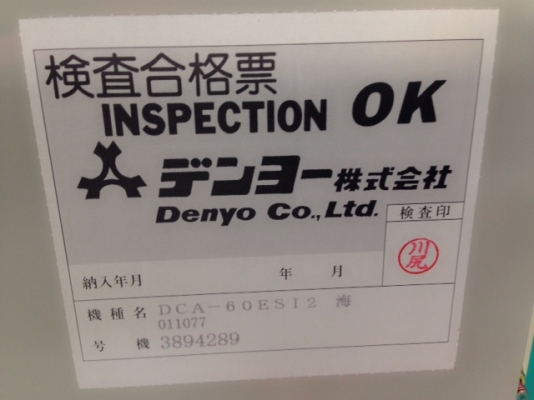 検査合格票
INSPECTION OK
デンヨー株式会社
Denyo Co., Ltd.
検査印
川尻
納入年月 年 月
機種名 DCA-60ESI2 海
011077
号機 3894289